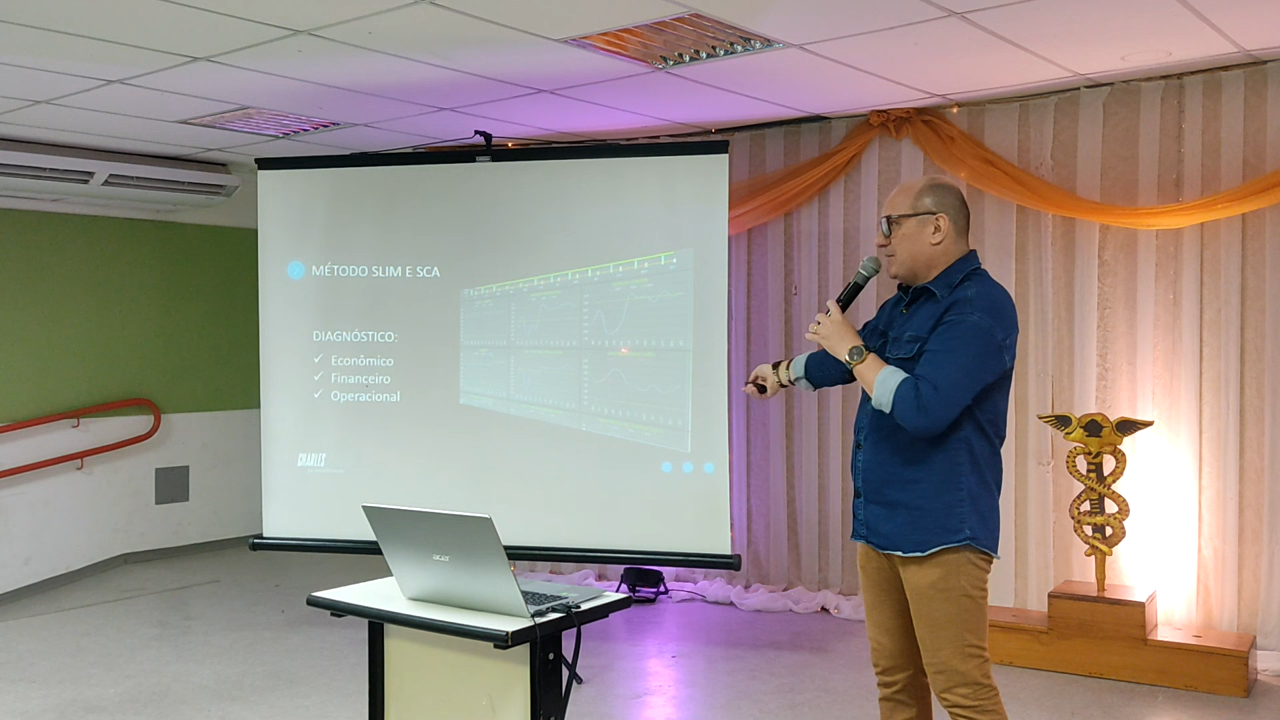 MÉTODO SLIM E SCA
DIAGNÓSTICO:
Econômico
Financeiro
Operacional
CHARLES
acer